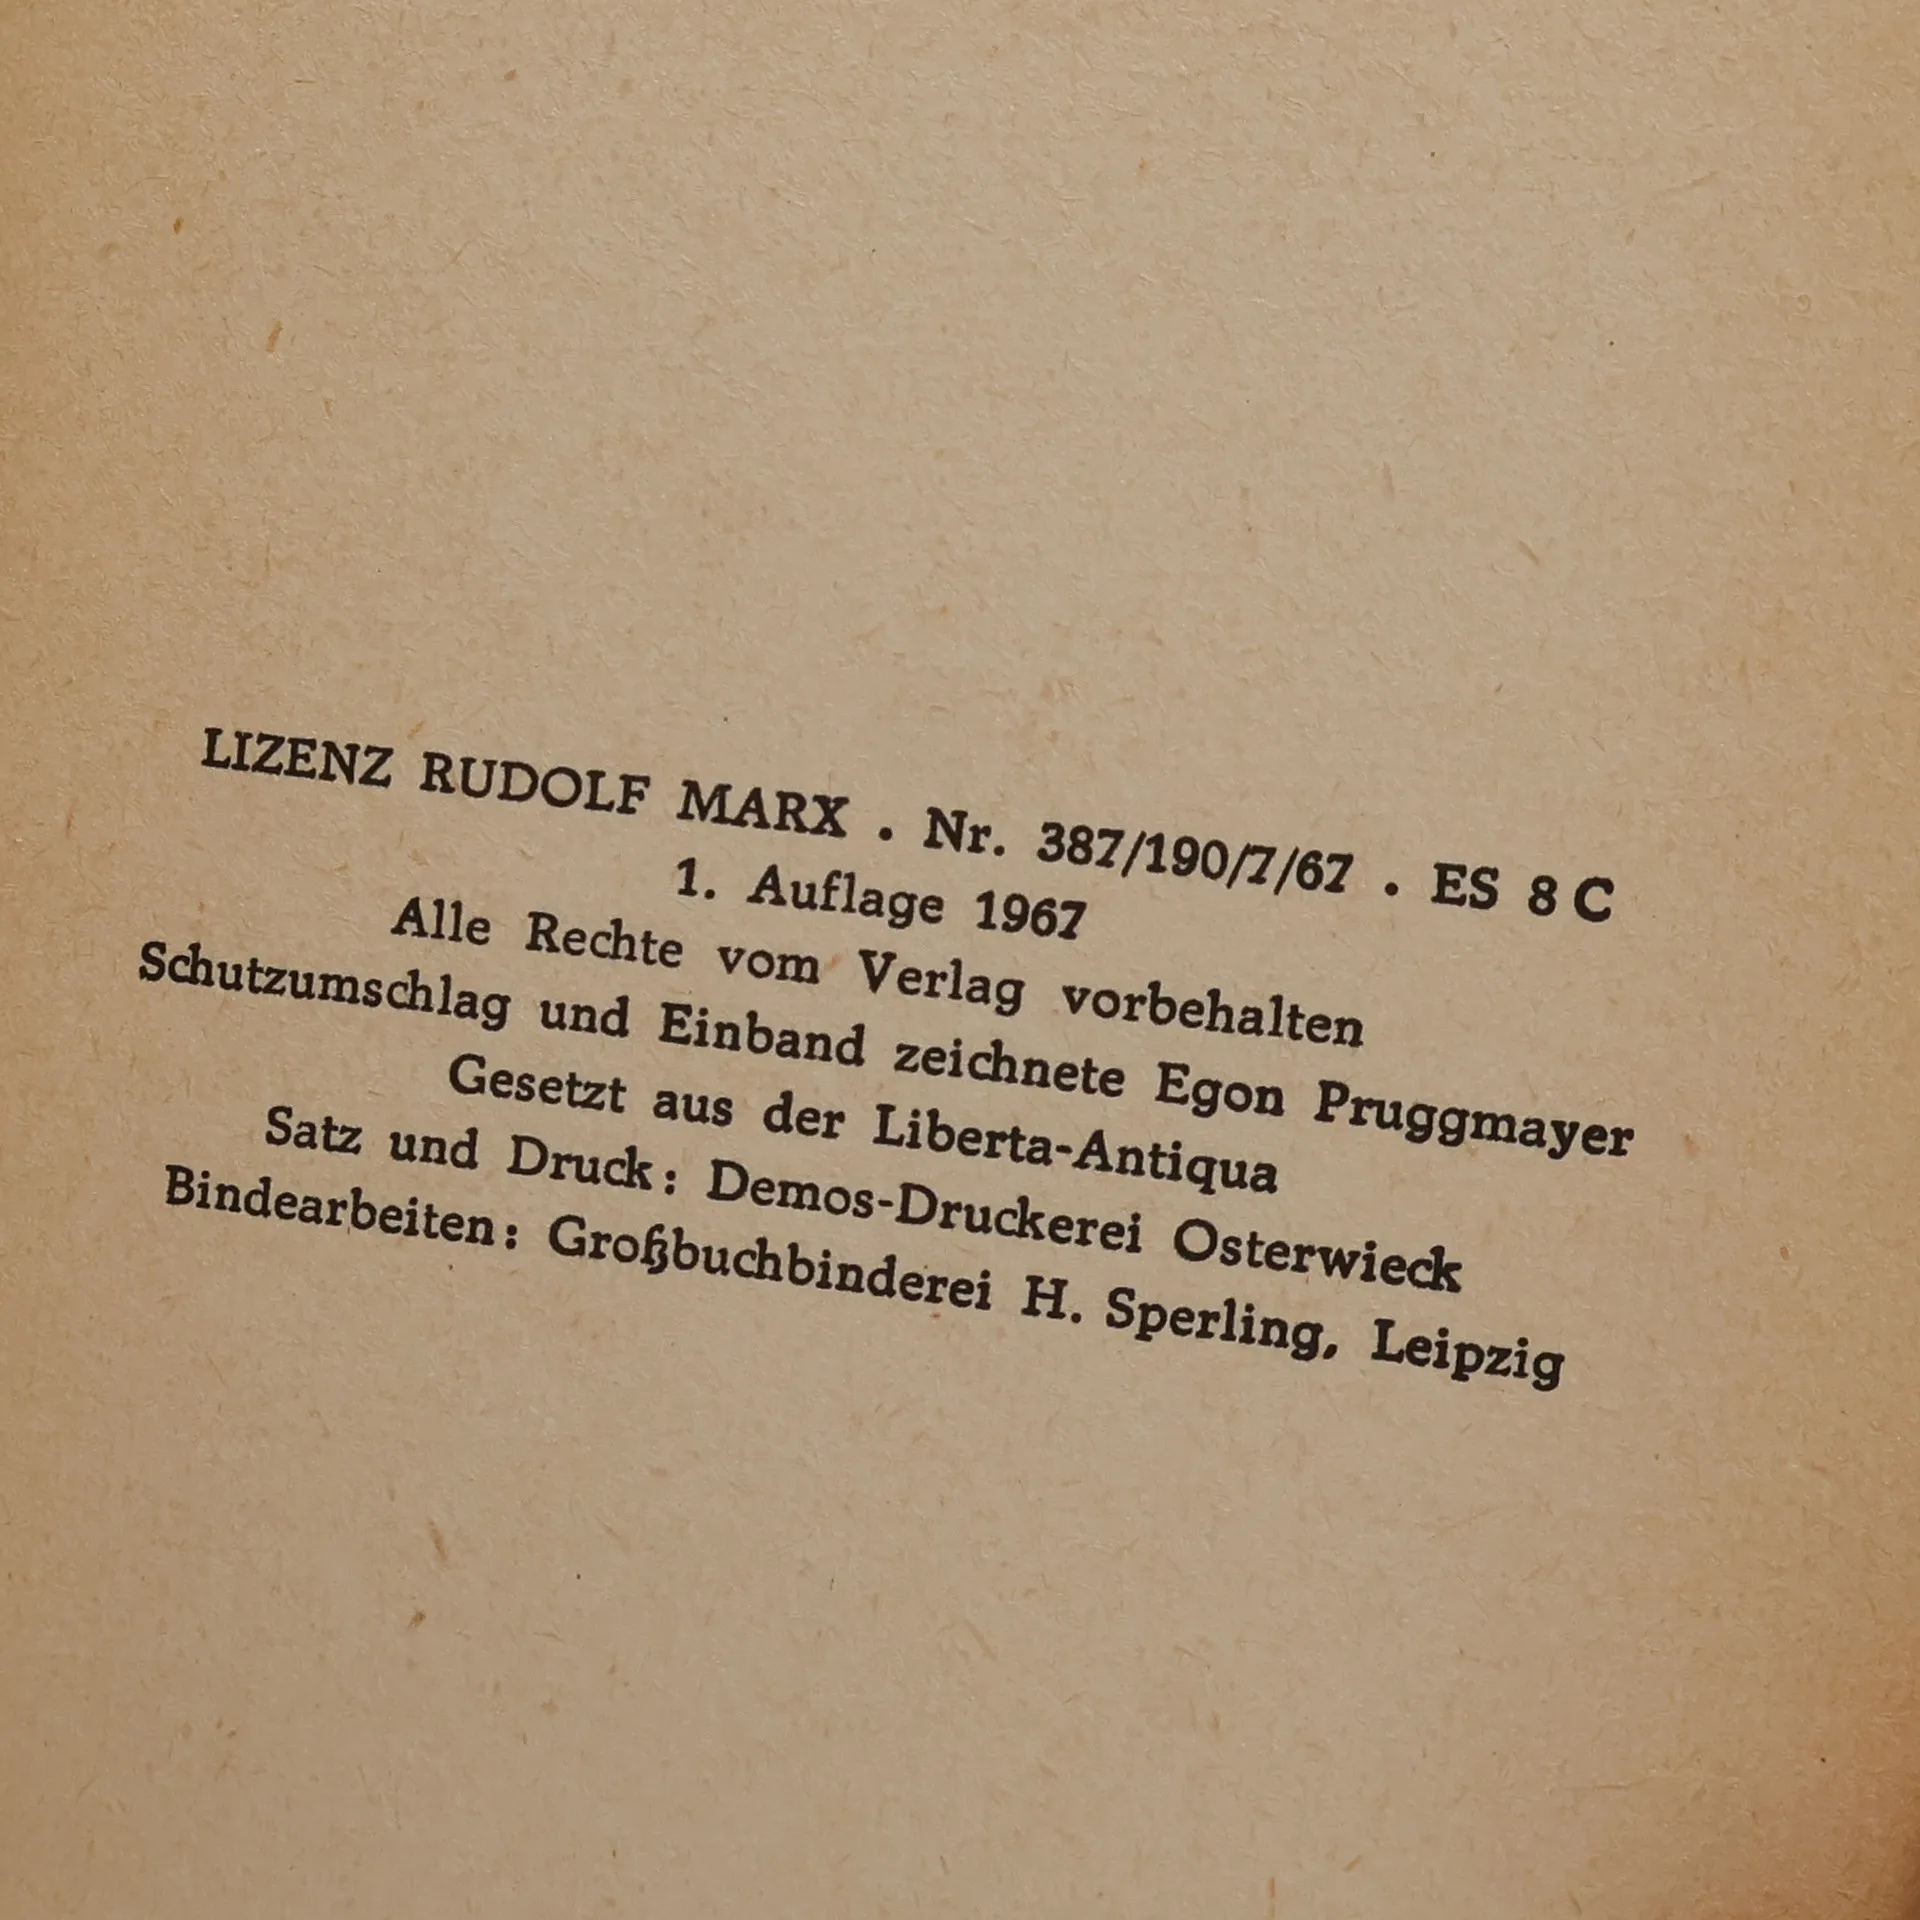 LIZENZ RUDOLF MARX . Nr. 387/190/7/67 . ES 8 C
1. Auflage 1967
Alle Rechte vom Verlag vorbehalten
Schutzumschlag und Einband zeichnete Egon Pruggmayer
Gesetzt aus der Liberta-Antiqua
Satz und Druck: Demos-Druckerei Osterwieck
Bindearbeiten: Großbuchbinderei H. Sperling, Leipzig